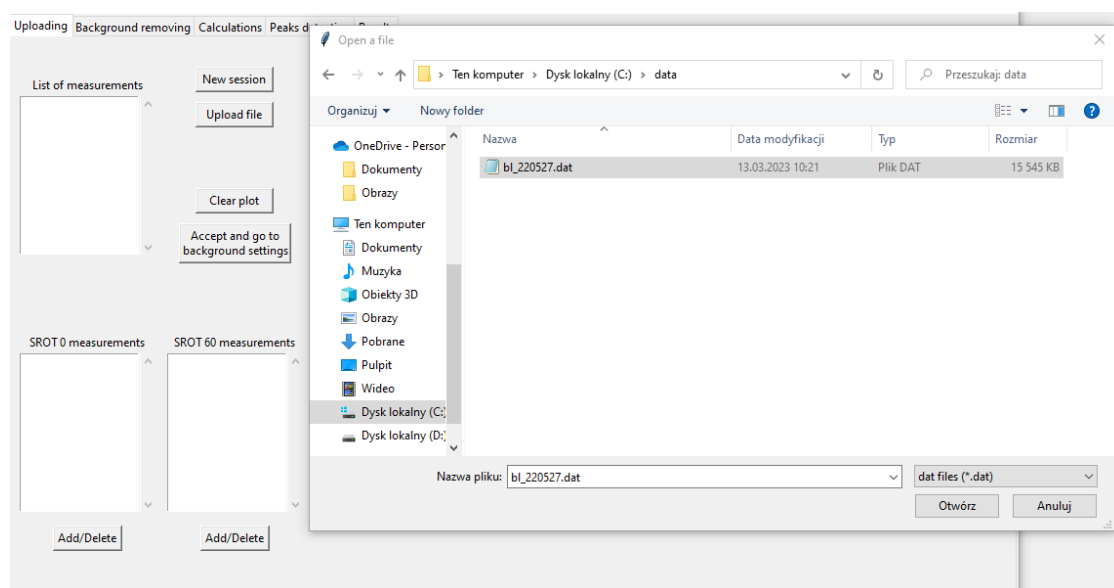 Uploading Background removing Calculations Peaks d
Open a file
Ten komputer › Dysk lokalny (C:) › data
Przeszukaj: data
Organizuj
Nowy folder
List of measurements
New session
Upload file
Clear plot
Accept and go to
background settings
SROT 0 measurements
SROT 60 measurements
Add/Delete
Add/Delete
OneDrive - Person
Dokumenty
Obrazy
Ten komputer
Dokumenty
Muzyka
Obiekty 3D
Obrazy
Pobrane
Pulpit
Wideo
Dysk lokalny (C:)
Dysk lokalny (D:)
Nazwa Data modyfikacji Typ Rozmiar
bl_220527.dat 13.03.2023 10:21 Plik DAT 15 545 KB
Nazwa pliku: bl_220527.dat
dat files (*.dat)
Otwórz
Anuluj